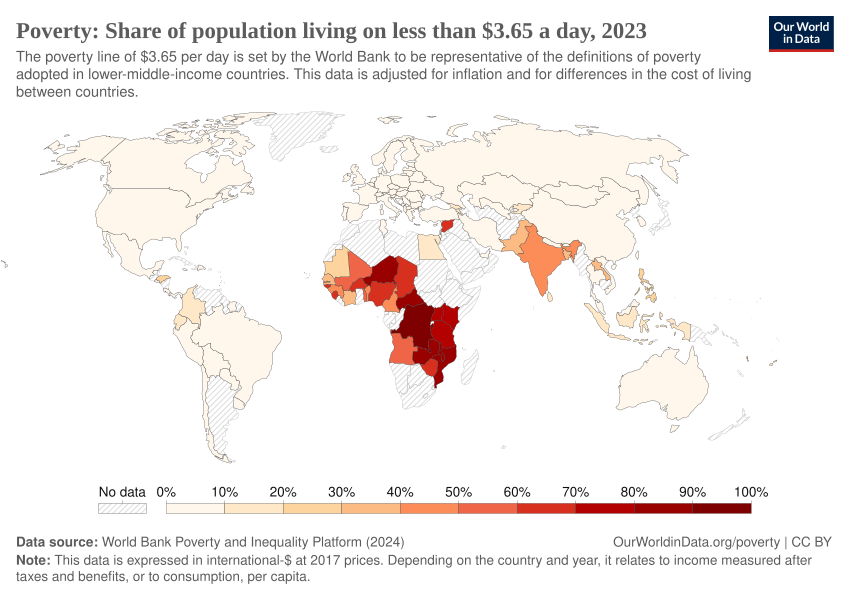 Poverty: Share of population living on less than $3.65 a day, 2023
Our World
in Data
The poverty line of $3.65 per day is set by the World Bank to be representative of the definitions of poverty
adopted in lower-middle-income countries. This data is adjusted for inflation and for differences in the cost of living
between countries.
No data 0% 10% 20% 30% 40% 50% 60% 70% 80% 90% 100%
Data source: World Bank Poverty and Inequality Platform (2024)
OurWorldinData.org/poverty | CC BY
Note: This data is expressed in international-$ at 2017 prices. Depending on the country and year, it relates to income measured after
taxes and benefits, or to consumption, per capita.